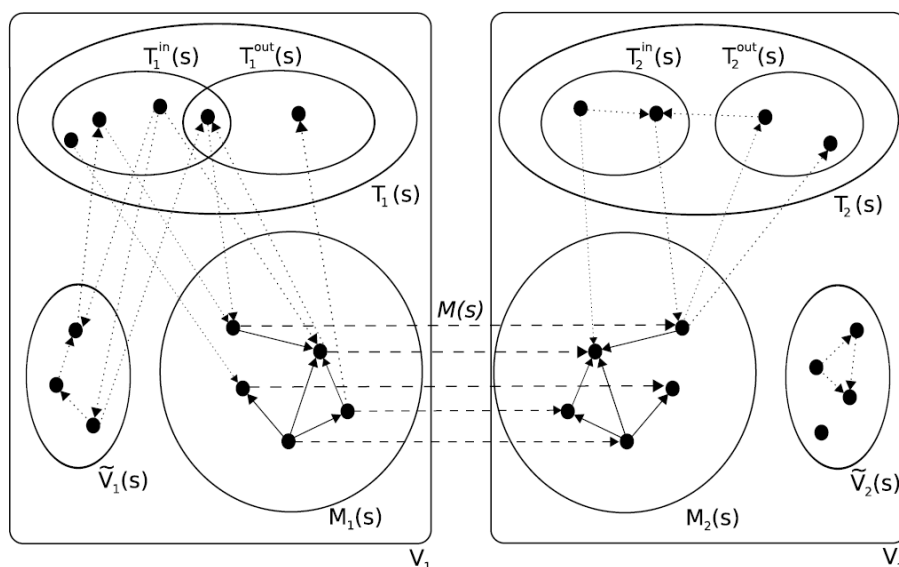 T₁ⁱⁿ(s) T₁ᵒᵘᵗ(s) T₂ⁱⁿ(s) T₂ᵒᵘᵗ(s)
T₁(s) T₂(s)
M(s)
Ṽ₁(s) Ṽ₂(s)
M₁(s) M₂(s)
V₁ V